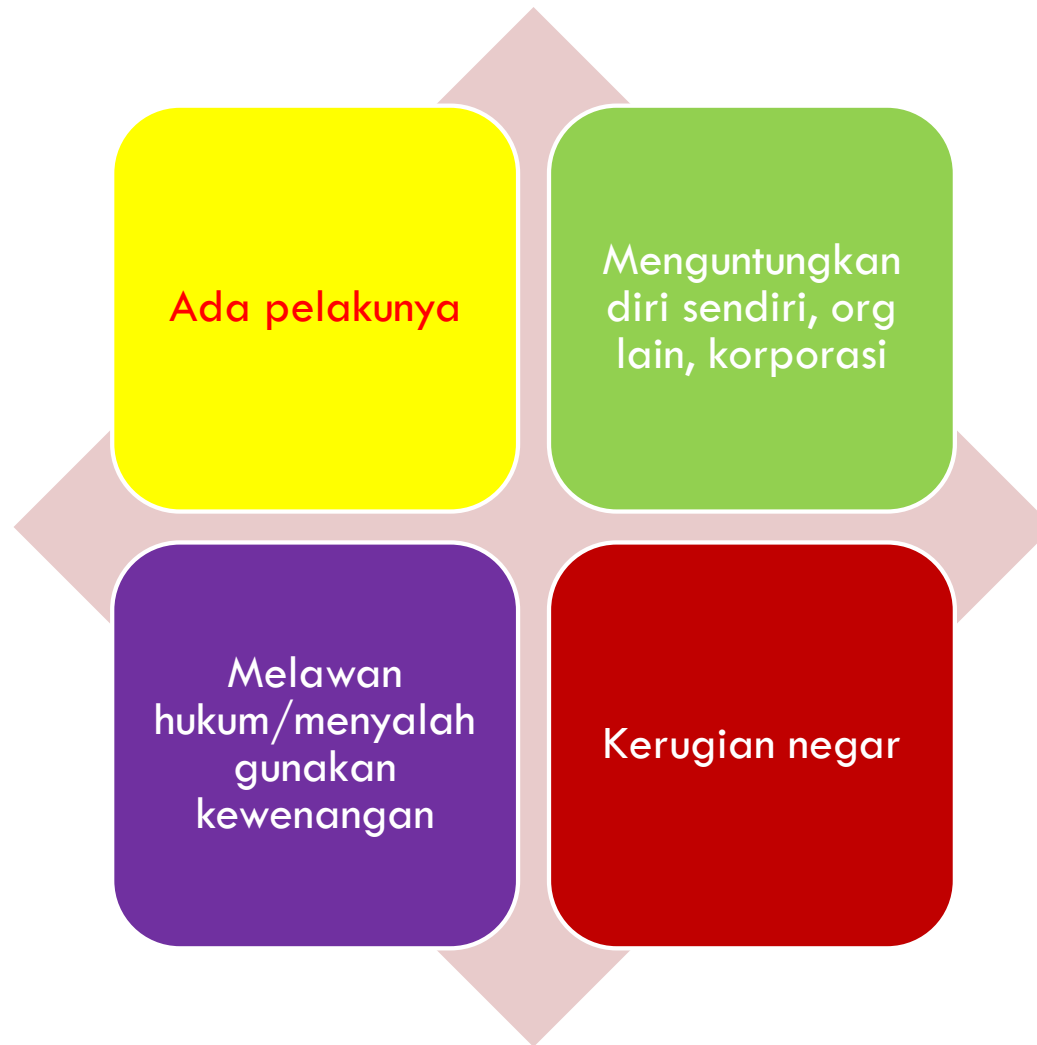 Ada pelakunya
Menguntungkan
diri sendiri, org
lain, korporasi
Melawan
hukum/menyalah
gunakan
kewenangan
Kerugian negar